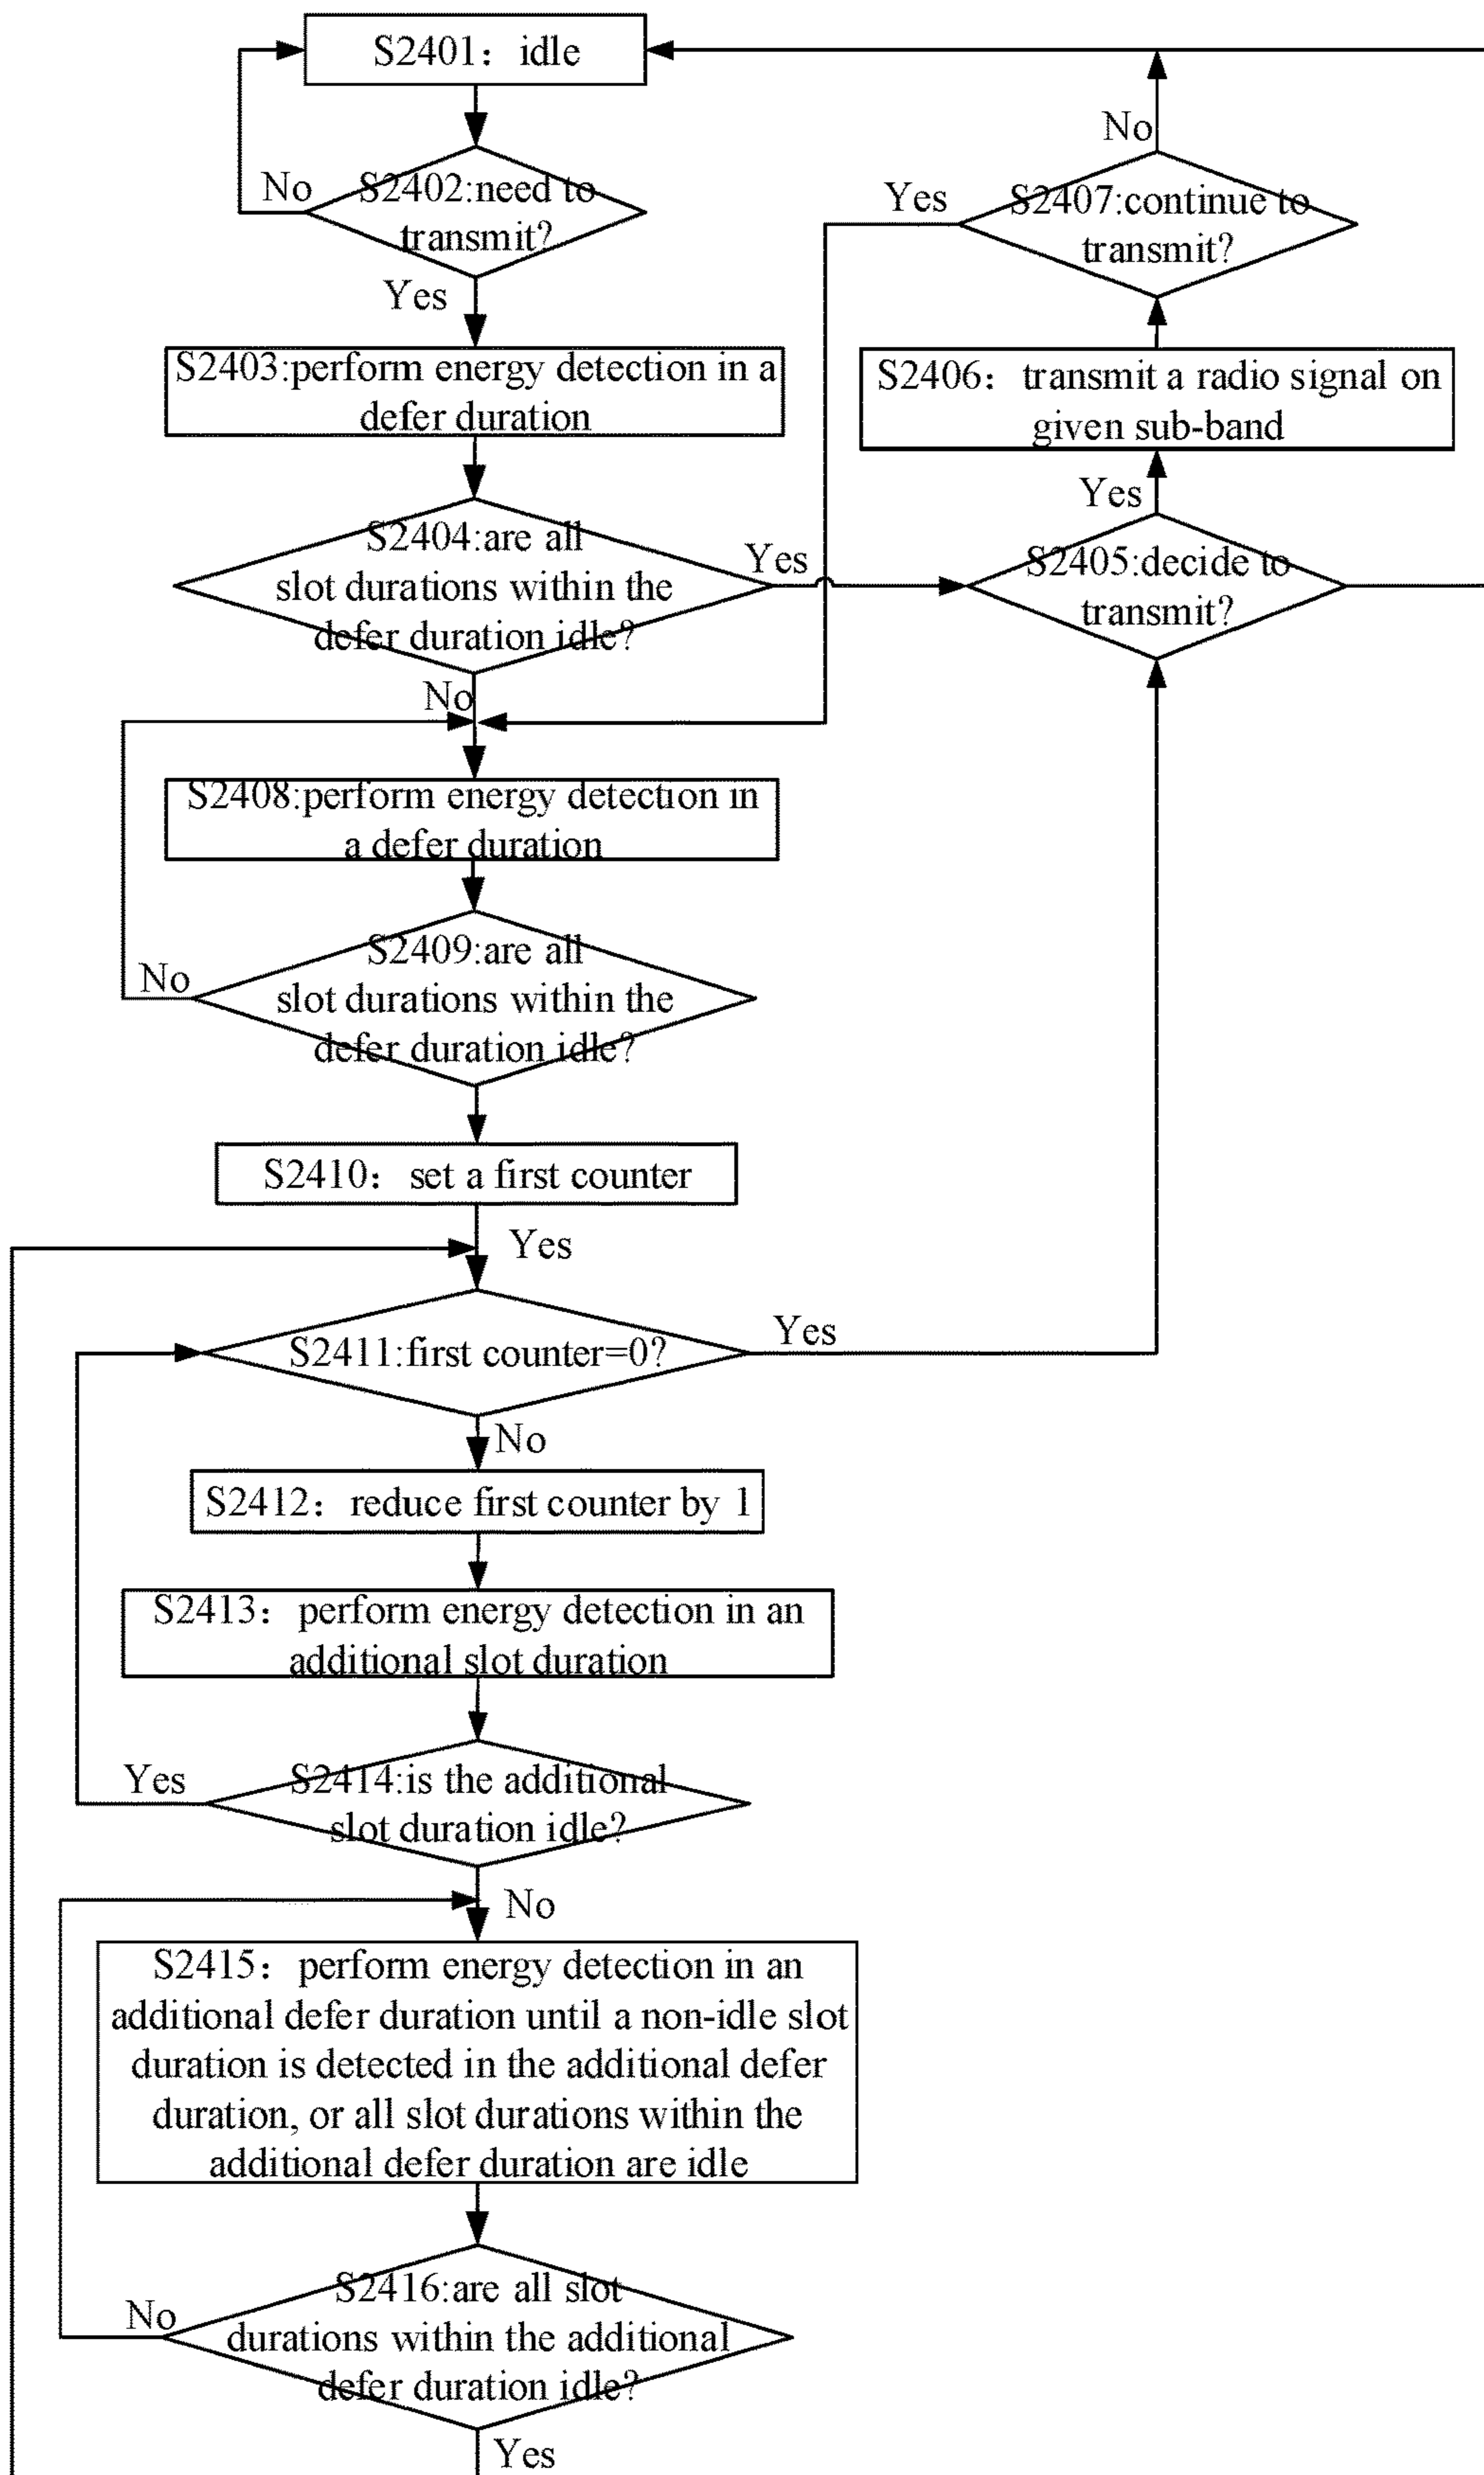 S2401： idle
No
S2402:need to
transmit?
Yes
S2403:perform energy detection in a
defer duration
S2404:are all
slot durations within the
defer duration idle?
Yes
No
S2405:decide to
transmit?
Yes
S2406： transmit a radio signal on
given sub-band
S2407:continue to
transmit?
Yes
No
S2408:perform energy detection in
a defer duration
S2409:are all
slot durations within the
defer duration idle?
No
S2410： set a first counter
Yes
S2411:first counter=0?
Yes
No
S2412： reduce first counter by 1
S2413： perform energy detection in an
additional slot duration
S2414:is the additional
slot duration idle?
Yes
No
S2415： perform energy detection in an
additional defer duration until a non-idle slot
duration is detected in the additional defer
duration, or all slot durations within the
additional defer duration are idle
S2416:are all slot
durations within the additional
defer duration idle?
No
Yes